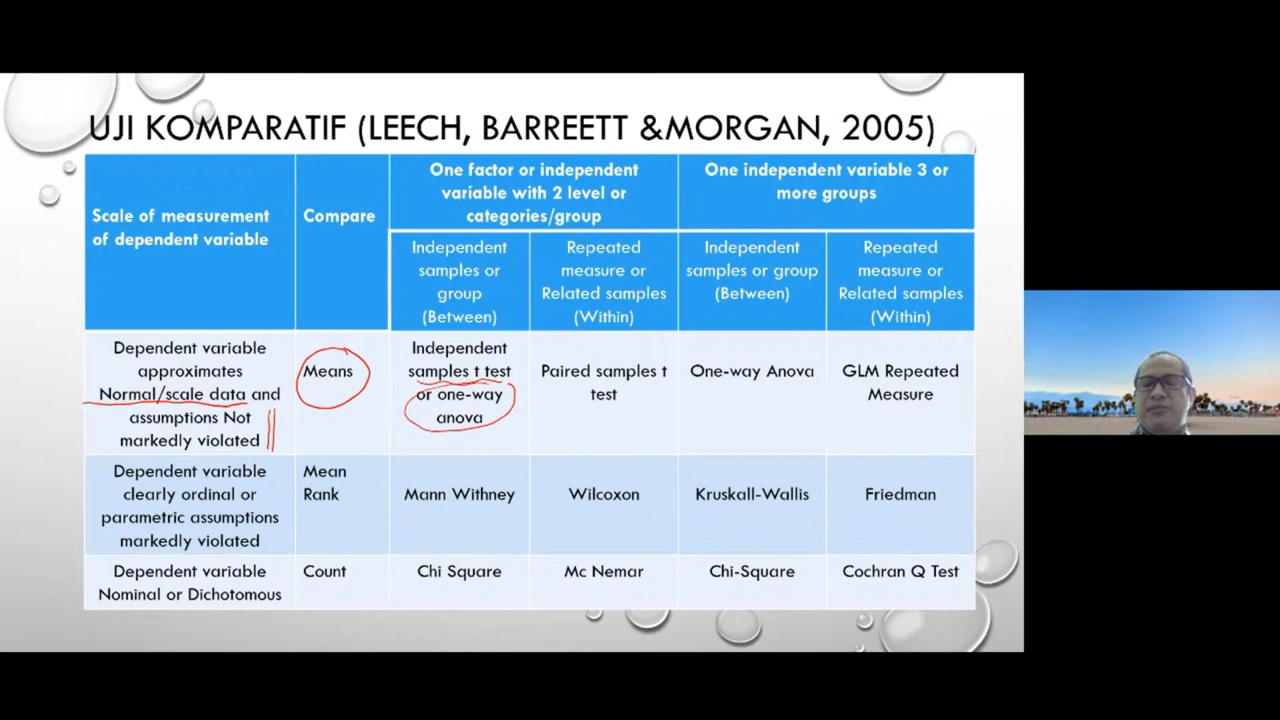 UJI KOMPARATIF (LEECH, BARREETT &MORGAN, 2005)
Scale of measurement
of dependent variable
Compare
One factor or independent
variable with 2 level or
categories/group
One independent variable 3 or
more groups
Independent
samples or
group
(Between)
Repeated
measure or
Related samples
(Within)
Independent
samples or group
(Between)
Repeated
measure or
Related samples
(Within)
Dependent variable
approximates
Normal/scale data and
assumptions Not
markedly violated
Means
Independent
samples t test
or one-way
anova
Paired samples t
test
One-way Anova
GLM Repeated
Measure
Dependent variable
clearly ordinal or
parametric assumptions
markedly violated
Mean
Rank
Mann Withney
Wilcoxon
Kruskall-Wallis
Friedman
Dependent variable
Nominal or Dichotomous
Count
Chi Square
Mc Nemar
Chi-Square
Cochran Q Test